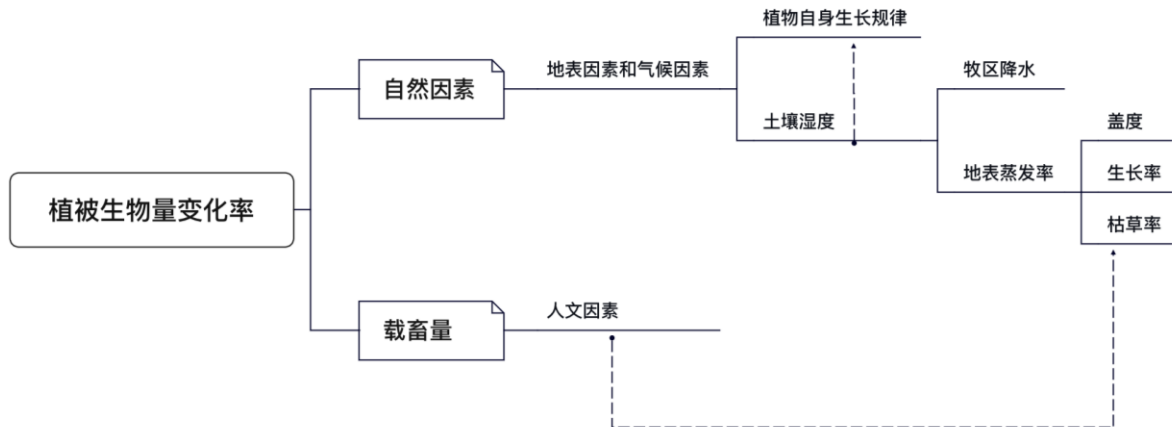 植被生物量变化率
自然因素
地表因素和气候因素
植物自身生长规律
土壤湿度
牧区降水
地表蒸发率
盖度
生长率
枯草率
载畜量
人文因素